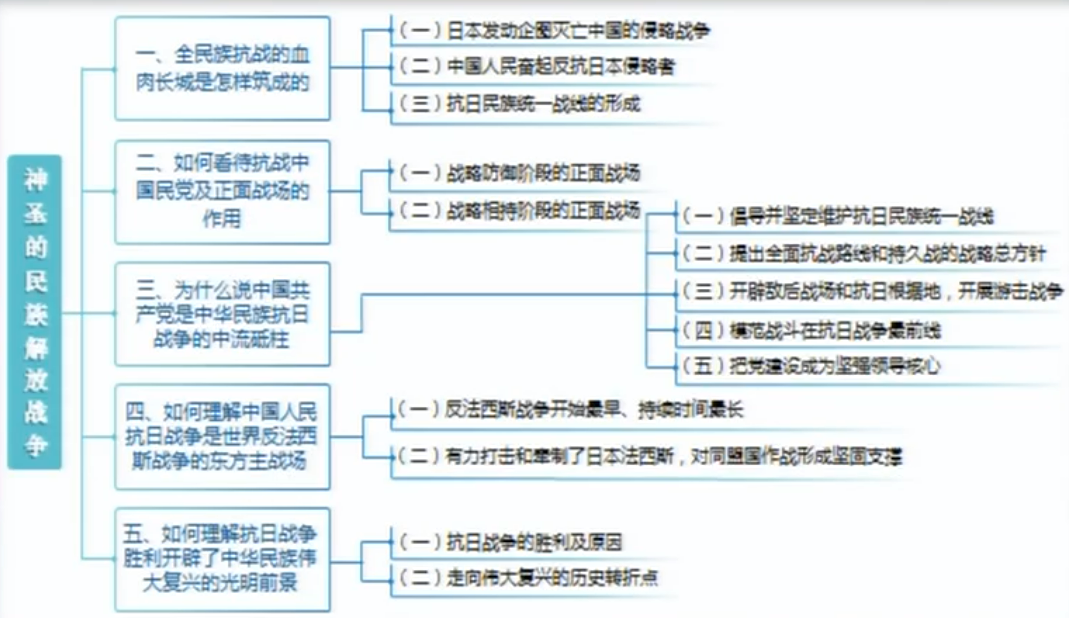 神圣的民族解放战争
一、全民族抗战的血
肉长城是怎样筑成的
（一）日本发动企图灭亡中国的侵略战争
（二）中国人民奋起反抗日本侵略者
（三）抗日民族统一战线的形成
二、如何看待抗战中
国民党及正面战场的
作用
（一）战略防御阶段的正面战场
（二）战略相持阶段的正面战场
三、为什么说中国共
产党是中华民族抗日
战争的中流砥柱
（一）倡导并坚定维护抗日民族统一战线
（二）提出全面抗战路线和持久战的战略总方针
（三）开辟敌后战场和抗日根据地，开展游击战争
（四）模范战斗在抗日战争最前线
（五）把党建设成为坚强领导核心
四、如何理解中国人民
抗日战争是世界反法西
斯战争的东方主战场
（一）反法西斯战争开始最早、持续时间最长
（二）有力打击和牵制了日本法西斯，对同盟国作战形成坚固支撑
五、如何理解抗日战争
胜利开辟了中华民族伟
大复兴的光明前景
（一）抗日战争的胜利及原因
（二）走向伟大复兴的历史转折点